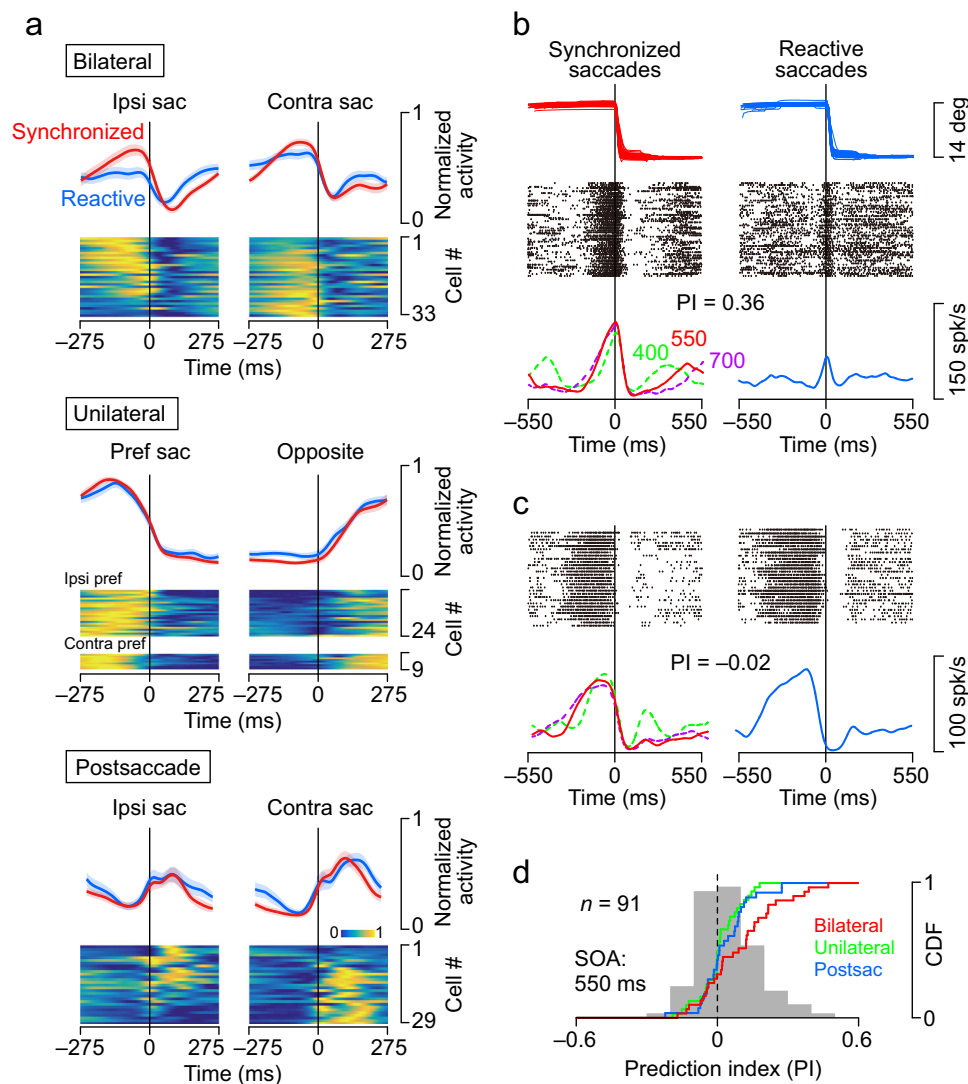 a
Bilateral
Ipsi sac
Contra sac
Synchronized
Reactive
1
0
Normalized activity
1
33
Cell #
–275 0 275
–275 0 275
Time (ms)
Time (ms)
Unilateral
Pref sac
Opposite
1
0
Normalized activity
Ipsi pref
24
Contra pref
9
Cell #
–275 0 275
–275 0 275
Time (ms)
Time (ms)
Postsaccade
Ipsi sac
Contra sac
1
0
Normalized activity
0 1
1
29
Cell #
–275 0 275
–275 0 275
Time (ms)
Time (ms)
b
Synchronized saccades
Reactive saccades
14 deg
PI = 0.36
400
550
700
150 spk/s
–550 0 550
–550 0 550
Time (ms)
Time (ms)
c
PI = –0.02
100 spk/s
–550 0 550
–550 0 550
Time (ms)
Time (ms)
d
n = 91
SOA:
550 ms
Bilateral
Unilateral
Postsac
1
0
CDF
–0.6 0 0.6
Prediction index (PI)